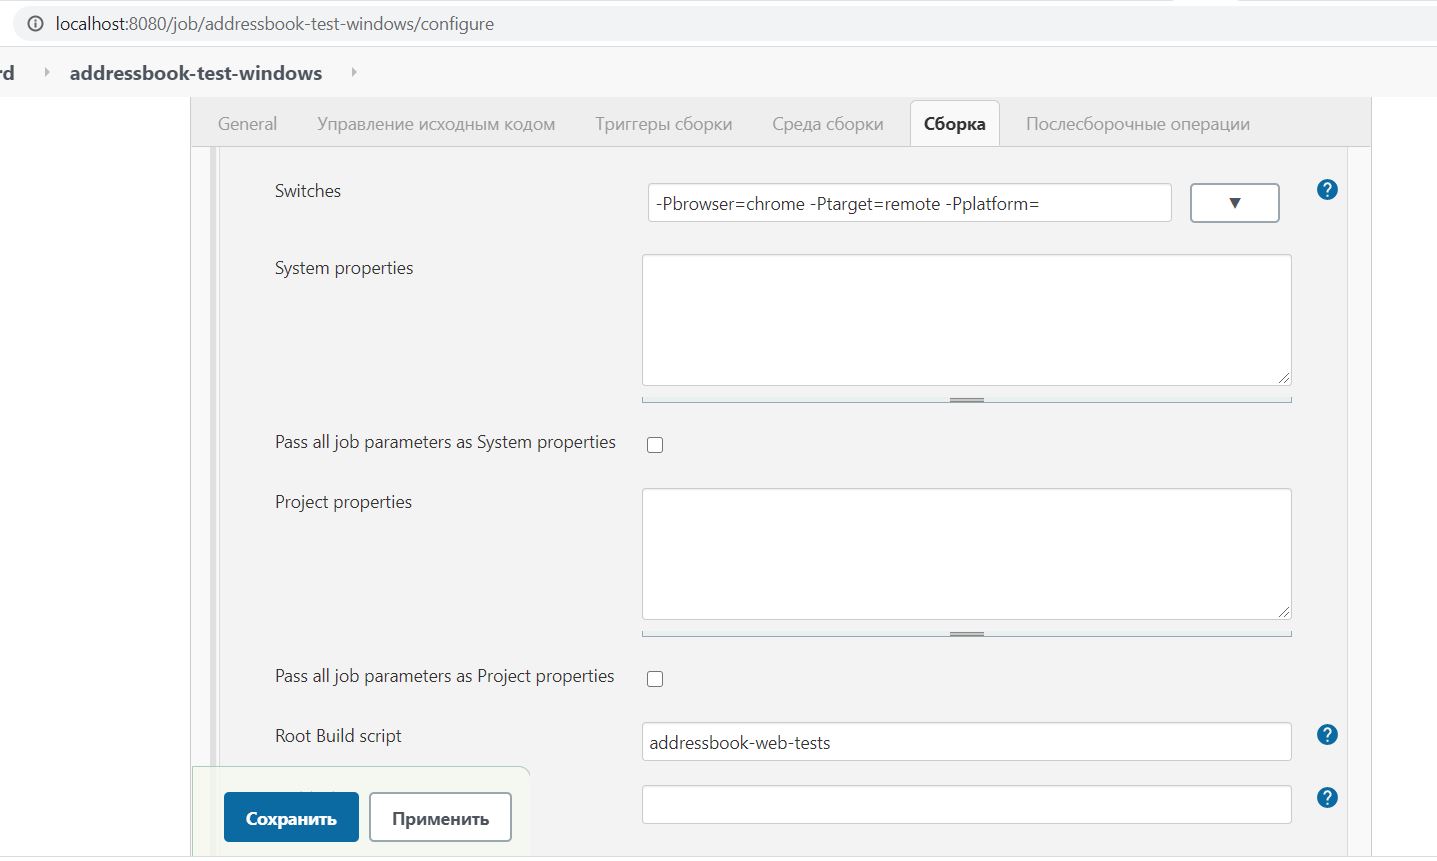 localhost:8080/job/addressbook-test-windows/configure
rd addressbook-test-windows
General Управление исходным кодом Триггеры сборки Среда сборки Сборка Послесборочные операции
Switches -Pbrowser=chrome -Ptarget=remote -Pplatform= ▼ ?
System properties
Pass all job parameters as System properties
Project properties
Pass all job parameters as Project properties
Root Build script addressbook-web-tests ?
?
Сохранить Применить